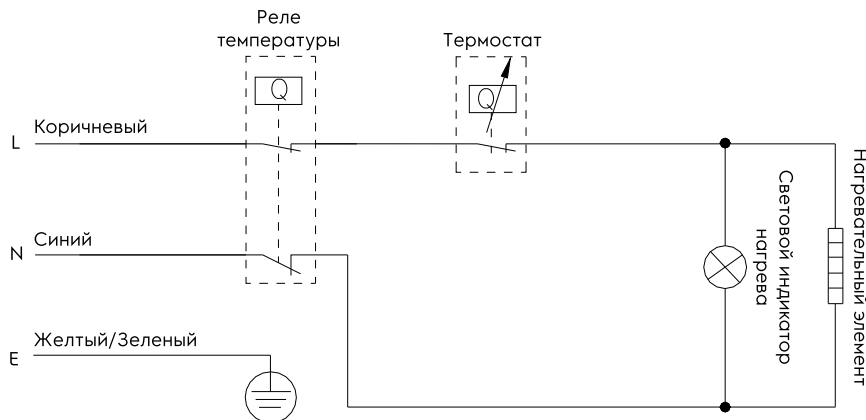 Реле
температуры
Термостат
Q
Q
L
Коричневый
N
Синий
E
Желтый/Зеленый
Световой индикатор
нагрева
Нагревательный элемент